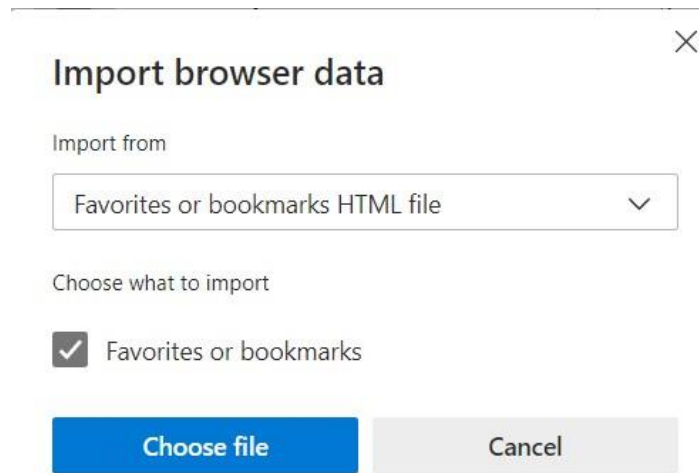 Import browser data
Import from
Favorites or bookmarks HTML file
Choose what to import
Favorites or bookmarks
Choose file
Cancel